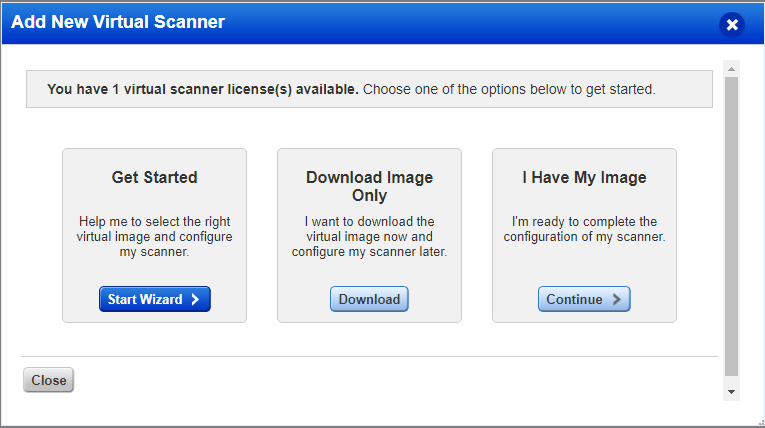 Add New Virtual Scanner
You have 1 virtual scanner license(s) available. Choose one of the options below to get started.
Get Started
Help me to select the right
virtual image and configure
my scanner.
Start Wizard
Download Image
Only
I want to download the
virtual image now and
configure my scanner later.
Download
I Have My Image
I'm ready to complete the
configuration of my scanner.
Continue
Close